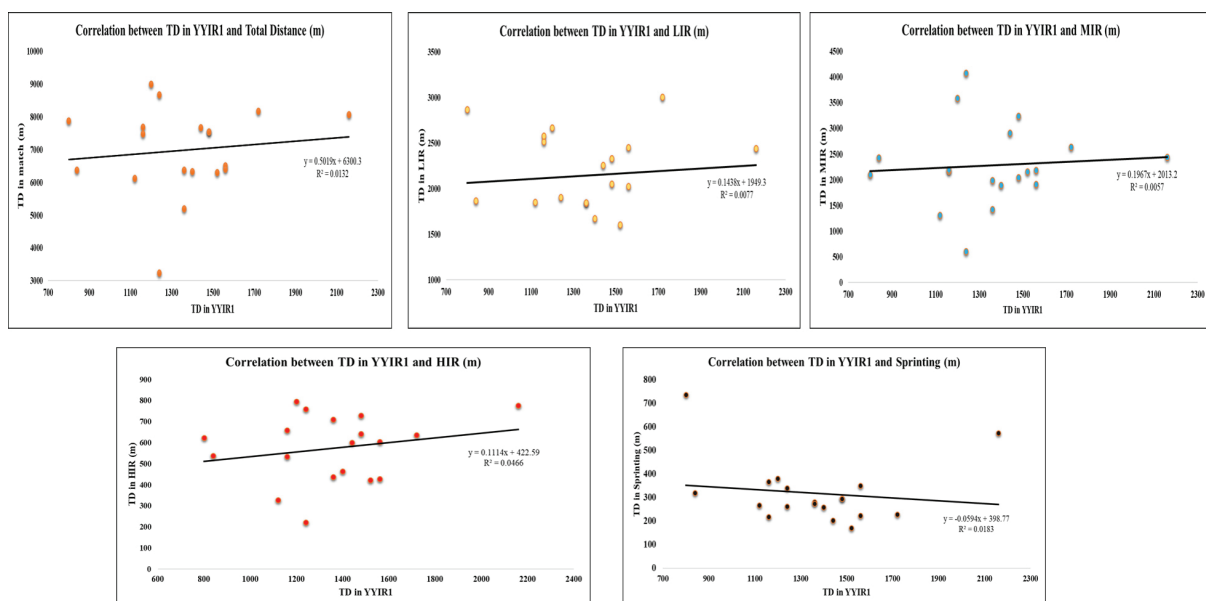 Correlation between TD in YYIR1 and Total Distance (m)
10000
9000
8000
7000
6000
5000
4000
3000
TD in match (m)
y = 0.5019x + 6300.3
R² = 0.0132
700 900 1100 1300 1500 1700 1900 2100 2300
TD in YYIR1
Correlation between TD in YYIR1 and LIR (m)
3500
3000
2500
2000
1500
1000
TD in LIR (m)
y = 0.1438x + 1949.3
R² = 0.0077
700 900 1100 1300 1500 1700 1900 2100 2300
TD in YYIR1
Correlation between TD in YYIR1 and MIR (m)
4500
4000
3500
3000
2500
2000
1500
1000
500
0
TD in MIR (m)
y = 0.1967x + 2013.2
R² = 0.0057
700 900 1100 1300 1500 1700 1900 2100 2300
TD in YYIR1
Correlation between TD in YYIR1 and HIR (m)
900
800
700
600
500
400
300
200
100
0
TD in HIR (m)
y = 0.1114x + 422.59
R² = 0.0466
600 800 1000 1200 1400 1600 1800 2000 2200 2400
TD in YYIR1
Correlation between TD in YYIR1 and Sprinting (m)
800
700
600
500
400
300
200
100
0
TD in Sprinting (m)
y = -0.0594x + 398.77
R² = 0.0183
700 900 1100 1300 1500 1700 1900 2100 2300
TD in YYIR1